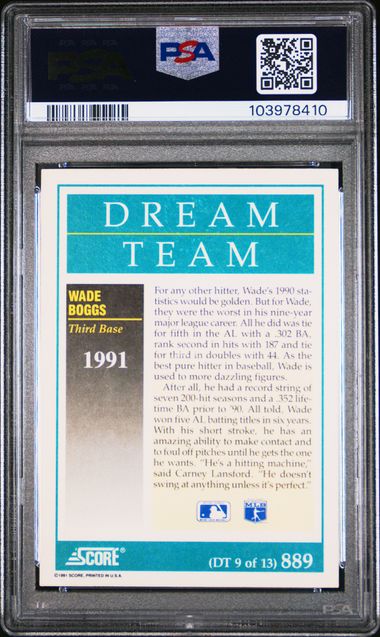 PSA
PSA
103978410
DREAM
TEAM
WADE
BOGGS
Third Base
1991
For any other hitter, Wade's 1990 sta-
tistics would be golden. But for Wade,
they were the worst in his nine-year
major league career. All he did was tie
for fifth in the AL with a .302 BA,
rank second in hits with 187 and tie
for third in doubles with 44. As the
best pure hitter in baseball, Wade is
used to more dazzling figures.
After all, he had a record string of
seven 200-hit seasons and a .352 life-
time BA prior to '90. All told, Wade
won five AL batting titles in six years.
With his short stroke, he has an
amazing ability to make contact and
to foul off pitches until he gets the one
he wants. "He's a hitting machine,"
said Carney Lansford. "He doesn't
swing at anything unless it's perfect."
MLB
SCORE®
(DT 9 of 13) 889
©1991 SCORE, PRINTED IN U.S.A.
PSA